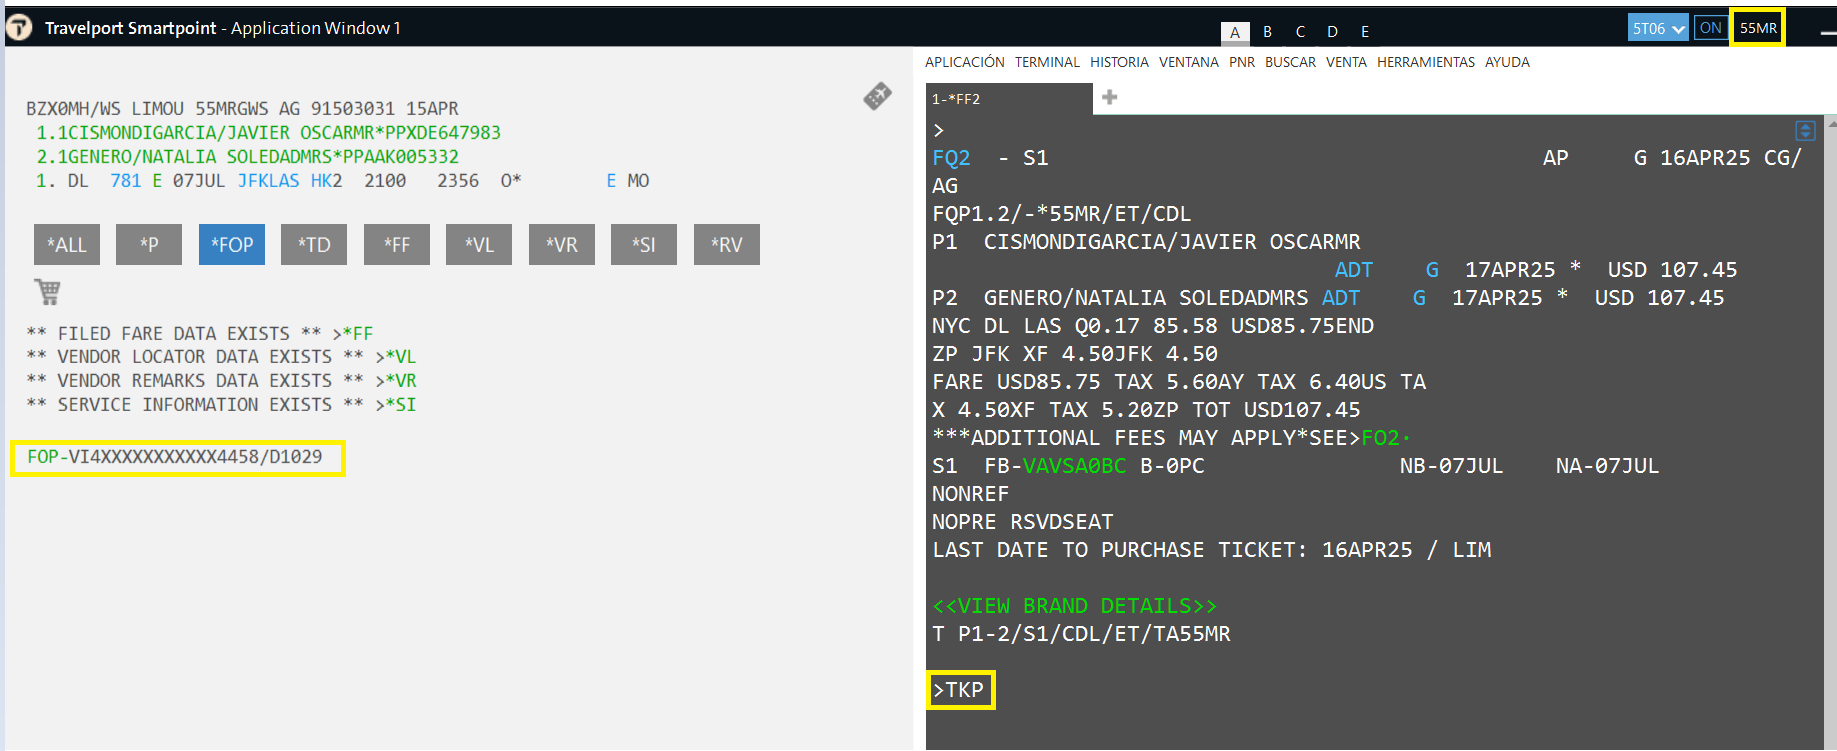 Travelport Smartpoint - Application Window 1
A B C D E
5T06 ON 55MR
BZX0MH/WS LIMOU 55MRGWS AG 91503031 15APR
1.1CISMONDIGARCIA/JAVIER OSCARMR*PPXDE647983
2.1GENERO/NATALIA SOLEDADMRS*PPAAK005332
1. DL 781 E 07JUL JFKLAS HK2 2100 2356 O* E MO
*ALL *P *FOP *TD *FF *VL *VR *SI *RV
** FILED FARE DATA EXISTS ** >*FF
** VENDOR LOCATOR DATA EXISTS ** >*VL
** VENDOR REMARKS DATA EXISTS ** >*VR
** SERVICE INFORMATION EXISTS ** >*SI
FOP-VI4XXXXXXXXXXX4458/D1029
APLICACIÓN TERMINAL HISTORIA VENTANA PNR BUSCAR VENTA HERRAMIENTAS AYUDA
1-*FF2
>
FQ2 - S1 AP G 16APR25 CG/
AG
FQP1.2/-*55MR/ET/CDL
P1 CISMONDIGARCIA/JAVIER OSCARMR
ADT G 17APR25 * USD 107.45
P2 GENERO/NATALIA SOLEDADMRS ADT G 17APR25 * USD 107.45
NYC DL LAS Q0.17 85.58 USD85.75END
ZP JFK XF 4.50JFK 4.50
FARE USD85.75 TAX 5.60AY TAX 6.40US TA
X 4.50XF TAX 5.20ZP TOT USD107.45
***ADDITIONAL FEES MAY APPLY*SEE>FO2·
S1 FB-VAVSA0BC B-0PC NB-07JUL NA-07JUL
NONREF
NOPRE RSVDSEAT
LAST DATE TO PURCHASE TICKET: 16APR25 / LIM
<<VIEW BRAND DETAILS>>
T P1-2/S1/CDL/ET/TA55MR
>TKP